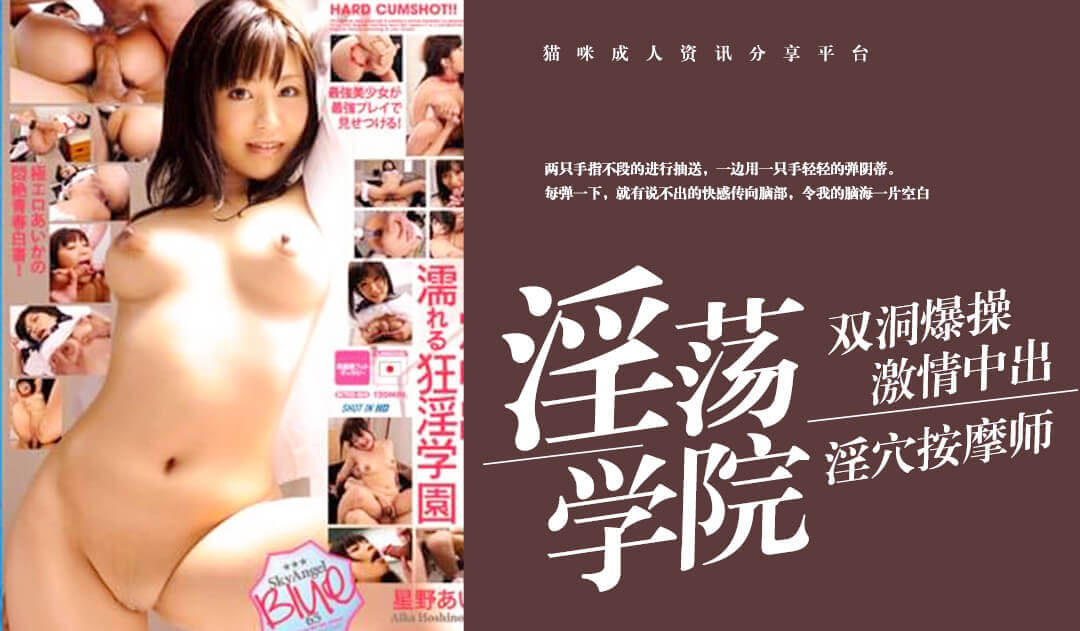 HARD CUMSHOT!!
最強美少女が
最強プレイで
見せつける!
極エロあいかの
悶絶青春白書!
濡れる
狂淫学園
SHOT IN HD
SkyAngel
Blue
63
星野あい
Aika Hoshino
猫咪成人资讯分享平台
两只手指不段的进行抽送，一边用一只手轻轻的弹阴蒂。
每弹一下，就有说不出的快感传向脑部，令我的脑海一片空白
淫荡
学院
双洞爆操
激情中出
淫穴按摩师